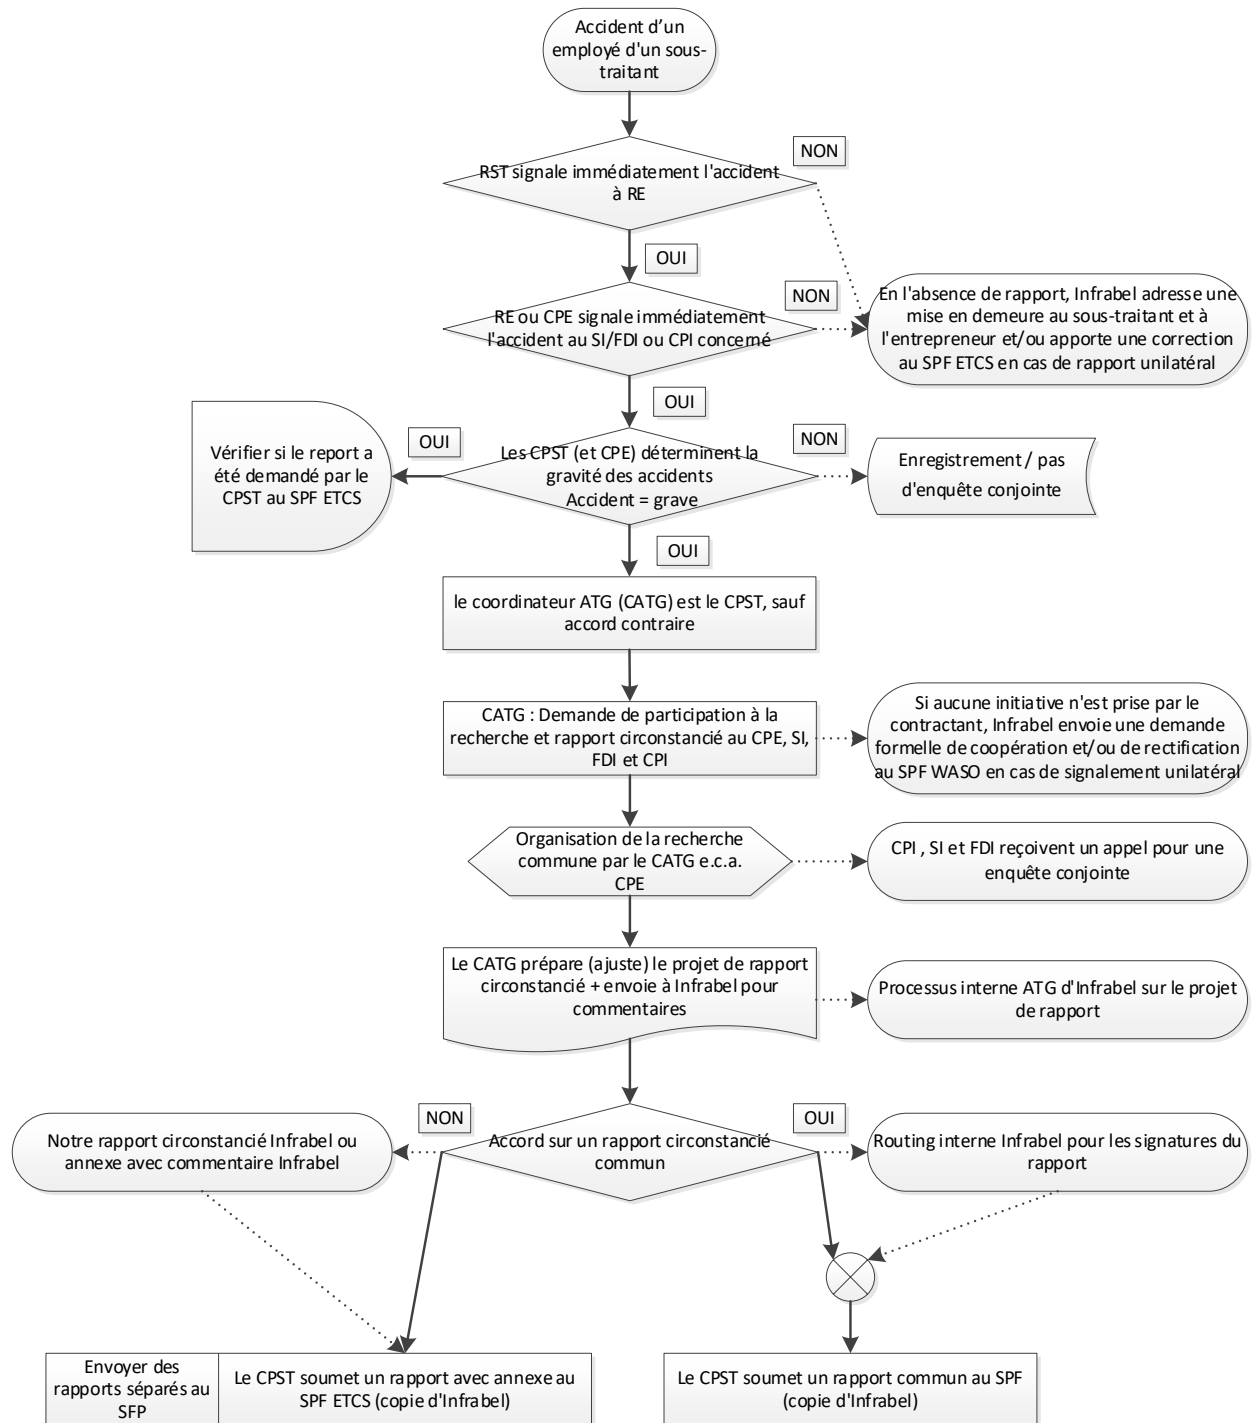 Accident d’un
employé d'un sous-
traitant
RST signale immédiatement l'accident
à RE
NON
OUI
RE ou CPE signale immédiatement
l'accident au SI/FDI ou CPI concerné
NON
En l'absence de rapport, Infrabel adresse une
mise en demeure au sous-traitant et à
l'entrepreneur et/ou apporte une correction
au SPF ETCS en cas de rapport unilatéral
OUI
Vérifier si le report a
été demandé par le
CPST au SPF ETCS
OUI
Les CPST (et CPE) déterminent la
gravité des accidents
Accident = grave
NON
Enregistrement / pas
d'enquête conjointe
OUI
le coordinateur ATG (CATG) est le CPST, sauf
accord contraire
CATG : Demande de participation à la
recherche et rapport circonstancié au CPE, SI,
FDI et CPI
Si aucune initiative n'est prise par le
contractant, Infrabel envoie une demande
formelle de coopération et/ou de rectification
au SPF WASO en cas de signalement unilatéral
Organisation de la recherche
commune par le CATG e.c.a.
CPE
CPI , SI et FDI reçoivent un appel pour une
enquête conjointe
Le CATG prépare (ajuste) le projet de rapport
circonstancié + envoie à Infrabel pour
commentaires
Processus interne ATG d'Infrabel sur le projet
de rapport
NON
OUI
Notre rapport circonstancié Infrabel ou
annexe avec commentaire Infrabel
Accord sur un rapport circonstancié
commun
Routing interne Infrabel pour les signatures du
rapport
Envoyer des
rapports séparés au
SFP
Le CPST soumet un rapport avec annexe au
SPF ETCS (copie d'Infrabel)
Le CPST soumet un rapport commun au SPF
(copie d'Infrabel)